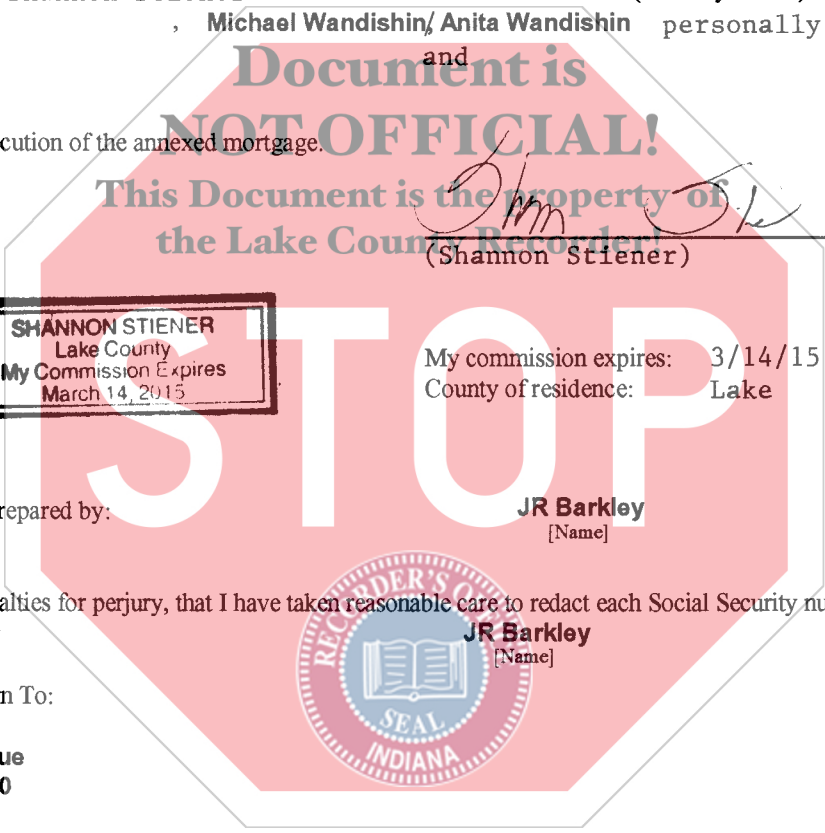 , Michael Wandishin/ Anita Wandishin personally
and
Document is
NOT OFFICIAL!
cution of the annexed mortgage.
This Document is the property of
the Lake County Recorder!
(Shannon Stiener)
SHANNON STIENER
Lake County
My Commission Expires
March 14, 2015
My commission expires: 3/14/15
County of residence: Lake
STOP
repared by:
JR Barkley
[Name]
alties for perjury, that I have taken reasonable care to redact each Social Security nu
JR Barkley
[Name]
RECORDER'S OFFICE
SEAL
INDIANA
n To:
ue
0